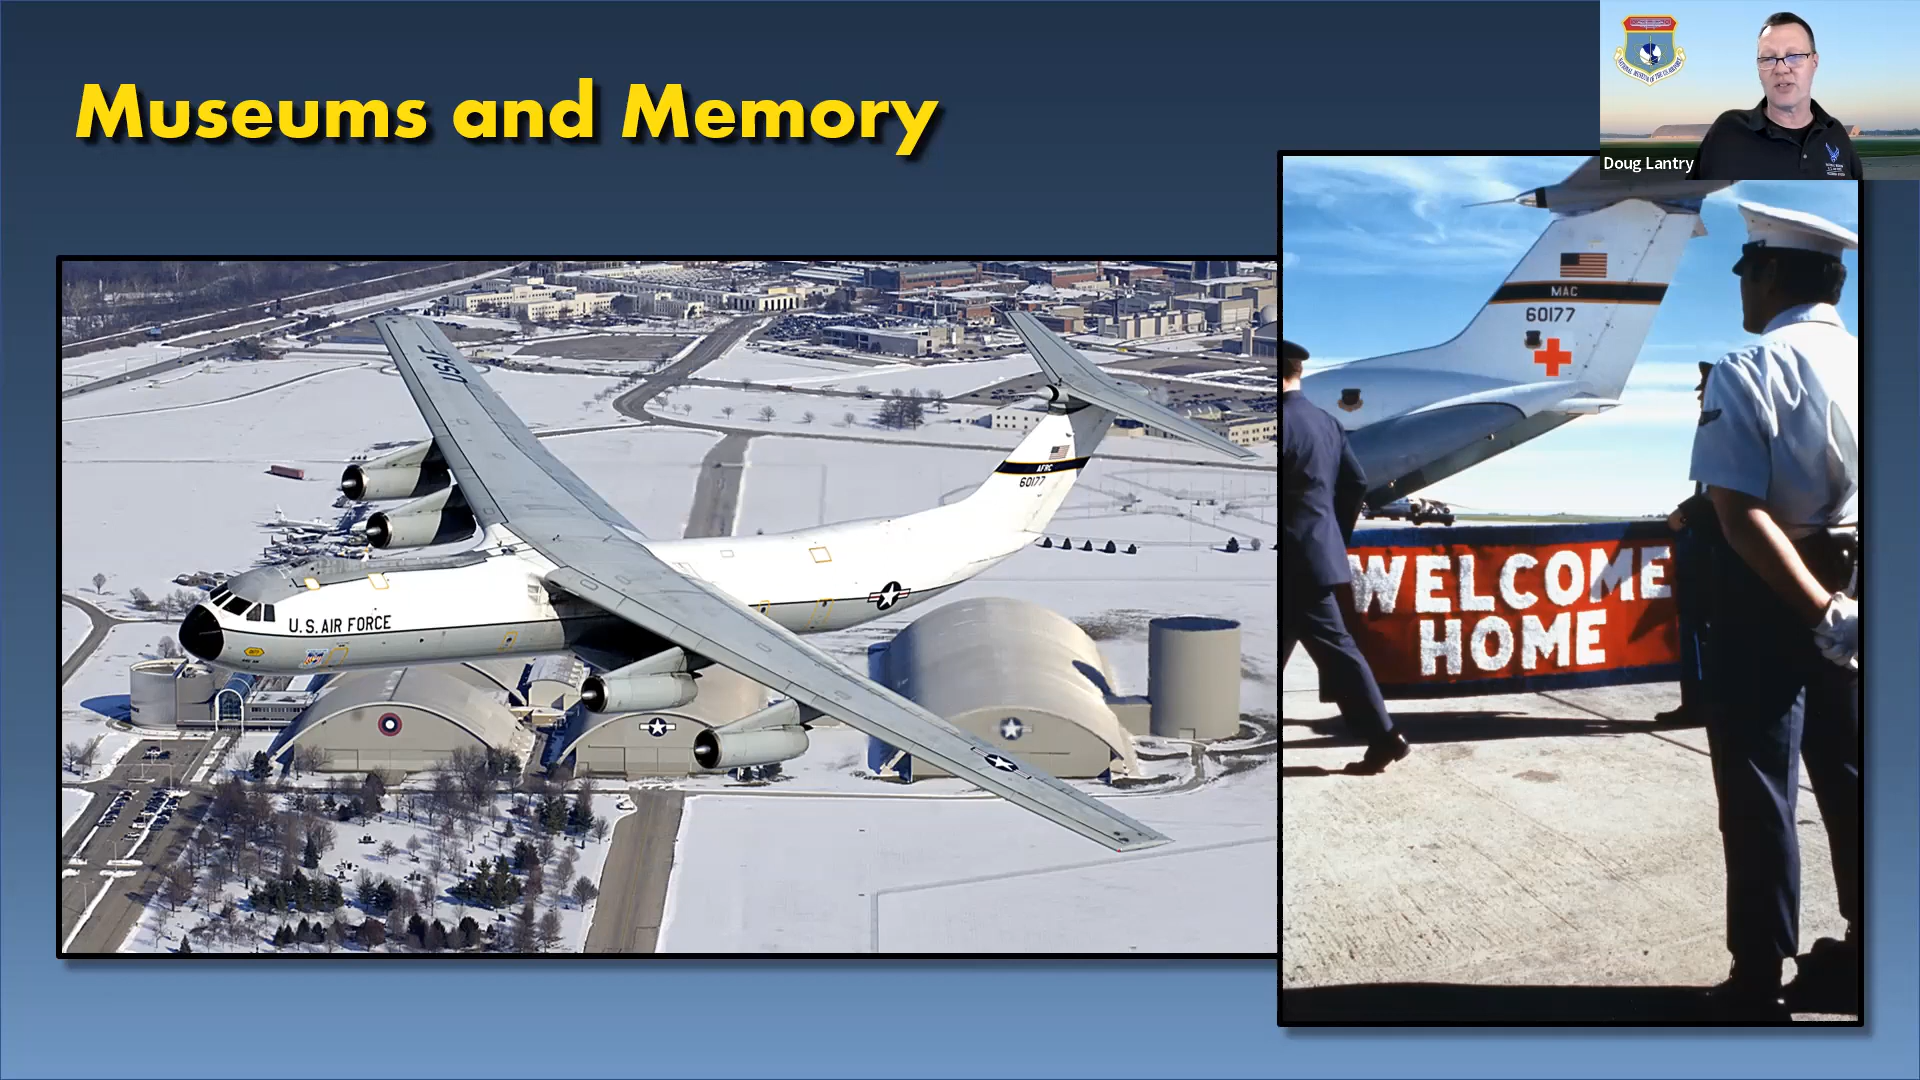 Museums and Memory
Doug Lantry
USAF
AFRC
60177
U.S. AIR FORCE
MAC
60177
WELCOME
HOME